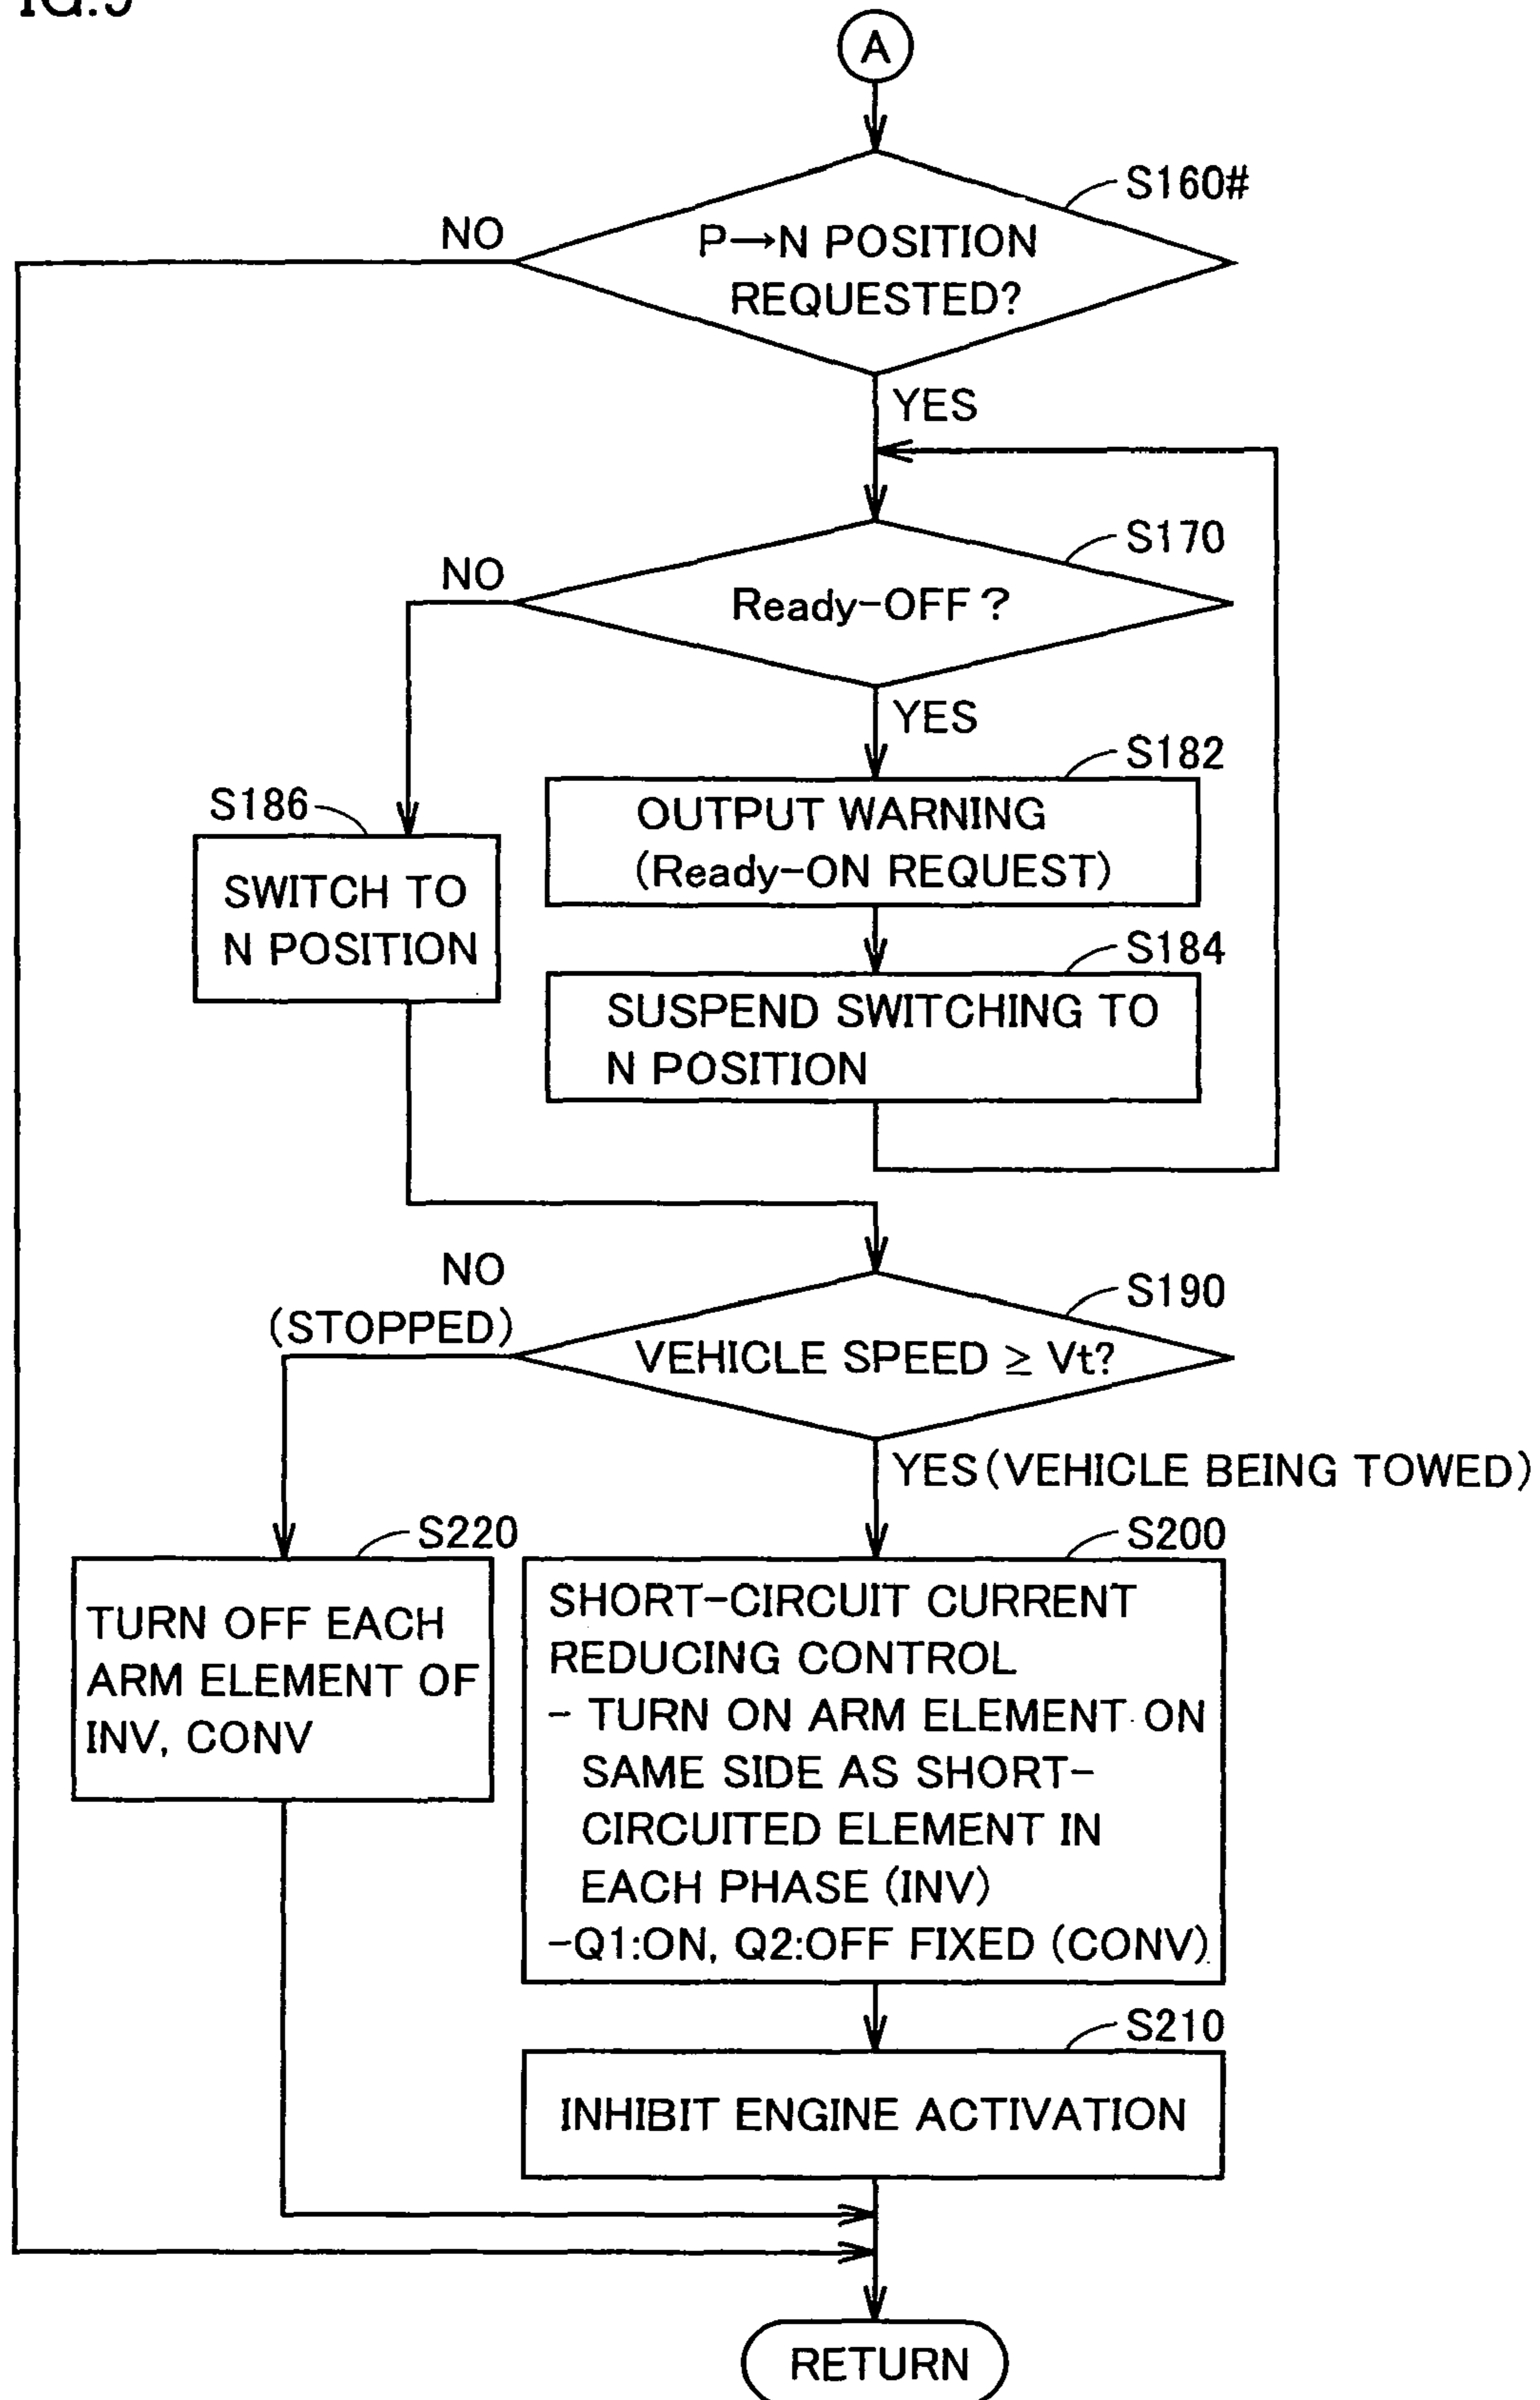 A
S160#
NO
P→N POSITION
REQUESTED?
YES
S170
NO
Ready-OFF?
YES
S182
S186
OUTPUT WARNING
(Ready-ON REQUEST)
SWITCH TO
N POSITION
S184
SUSPEND SWITCHING TO
N POSITION
NO
(STOPPED)
S190
VEHICLE SPEED ≥ Vt?
YES (VEHICLE BEING TOWED)
S220
S200
TURN OFF EACH
ARM ELEMENT OF
INV, CONV
SHORT-CIRCUIT CURRENT
REDUCING CONTROL
- TURN ON ARM ELEMENT ON
SAME SIDE AS SHORT-
CIRCUITED ELEMENT IN
EACH PHASE (INV)
-Q1:ON, Q2:OFF FIXED (CONV)
S210
INHIBIT ENGINE ACTIVATION
RETURN